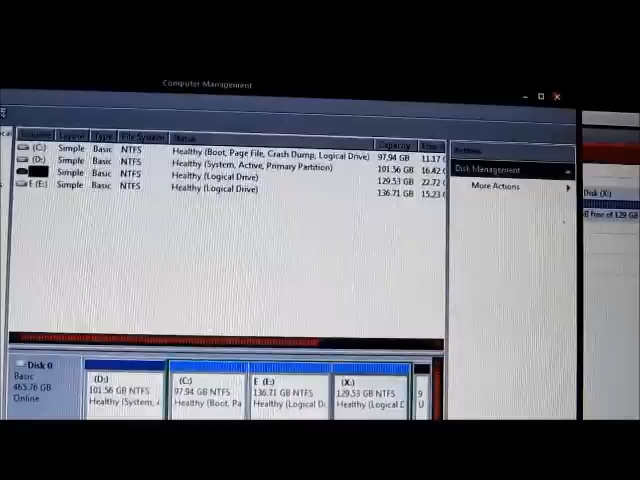 Computer Management
Volume Layout Type File System Status Capacity Free S
(C:) Simple Basic NTFS Healthy (Boot, Page File, Crash Dump, Logical Drive) 97.94 GB 11.17 G
(D:) Simple Basic NTFS Healthy (System, Active, Primary Partition) 101.56 GB 16.42 G
Simple Basic NTFS Healthy (Logical Drive) 129.53 GB 22.72 G
E (E:) Simple Basic NTFS Healthy (Logical Drive) 136.71 GB 15.23 G
Actions
Disk Management
More Actions
Disk (X:)
B free of 129 GB
Disk 0
Basic
465.76 GB
Online
(D:)
101.56 GB NTFS
Healthy (System, A
(C:)
97.94 GB NTFS
Healthy (Boot, Pa
E (E:)
136.71 GB NTFS
Healthy (Logical D
(X:)
129.53 GB NTFS
Healthy (Logical D
9
U